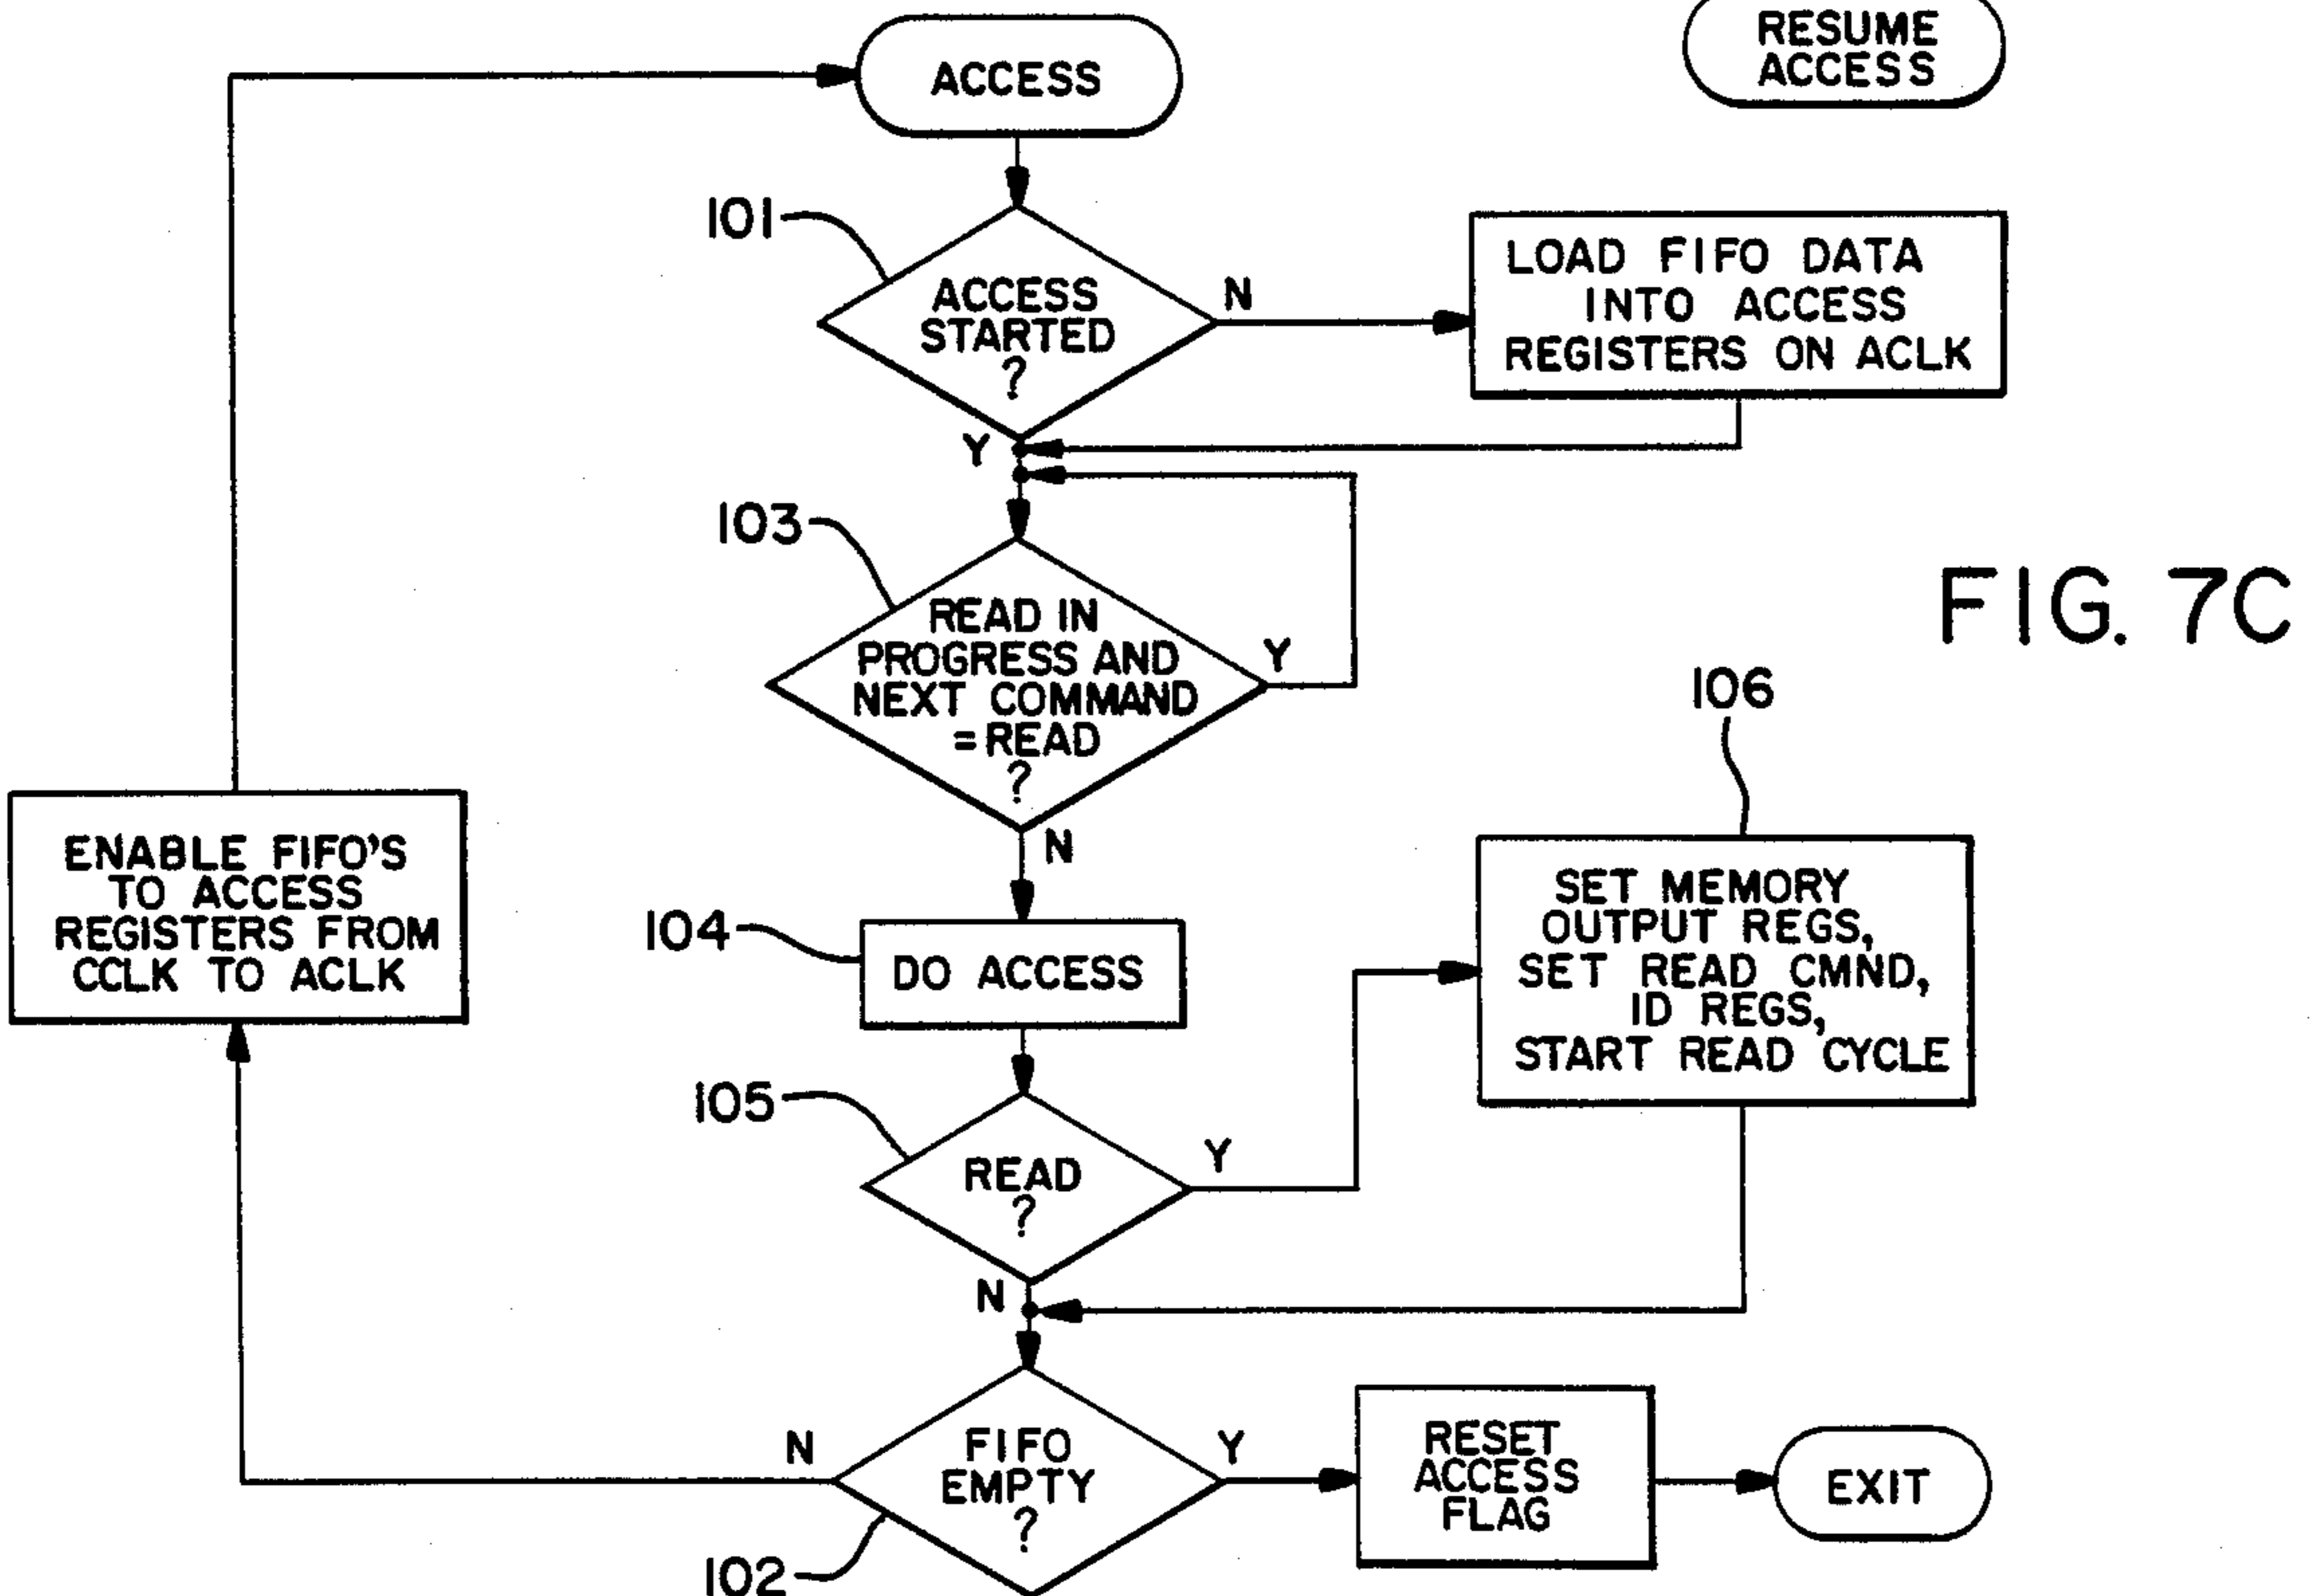 RESUME
ACCESS
ACCESS
101
ACCESS
STARTED
?
N
Y
LOAD FIFO DATA
INTO ACCESS
REGISTERS ON ACLK
103
READ IN
PROGRESS AND
NEXT COMMAND
=READ
?
Y
N
FIG. 7C
106
ENABLE FIFO'S
TO ACCESS
REGISTERS FROM
CCLK TO ACLK
104
DO ACCESS
SET MEMORY
OUTPUT REGS,
SET READ CMND,
ID REGS,
START READ CYCLE
105
READ
?
Y
N
N
FIFO
EMPTY
?
Y
102
RESET
ACCESS
FLAG
EXIT